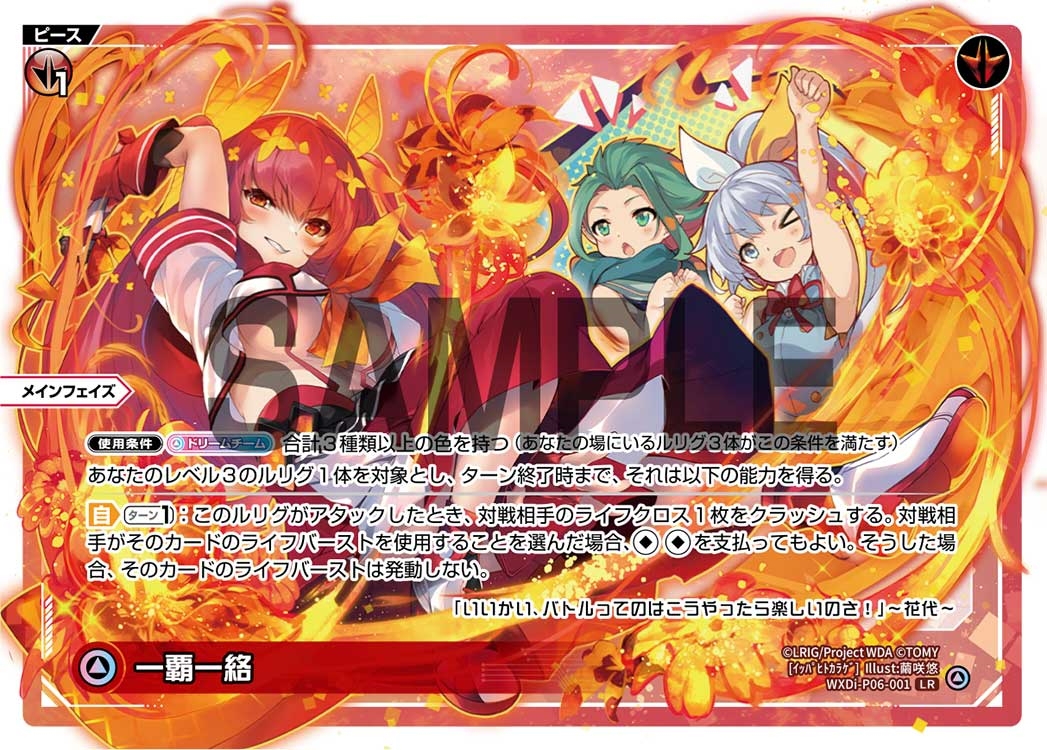 ピース
1
メインフェイズ
SAMPLE
使用条件 ドリームチーム 合計3種類以上の色を持つ(あなたの場にいるルリグ3体がこの条件を満たす)
あなたのレベル3のルリグ1体を対象とし、ターン終了時まで、それは以下の能力を得る。
自 ターン1:このルリグがアタックしたとき、対戦相手のライフクロス1枚をクラッシュする。対戦相
手がそのカードのライフバーストを使用することを選んだ場合、◆ ◆を支払ってもよい。そうした場
合、そのカードのライフバーストは発動しない。
「いいかい、バトルってのはこうやったら楽しいのさ!」~花代~
一覇一絡
©LRIG/Project WDA ©TOMY
[イッパヒトカラゲ] Illust:繭咲悠
WXDi-P06-001 LR